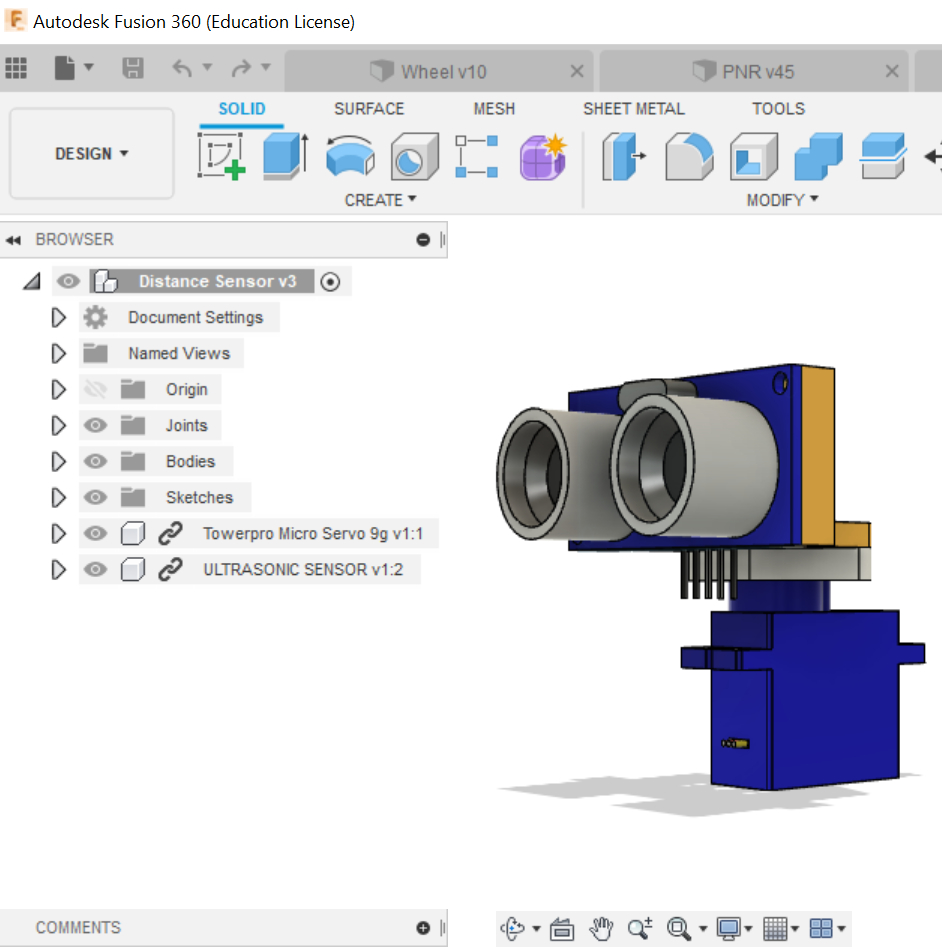 Autodesk Fusion 360 (Education License)
Wheel v10
PNR v45
SOLID SURFACE MESH SHEET METAL TOOLS
DESIGN
CREATE MODIFY
BROWSER
Distance Sensor v3
Document Settings
Named Views
Origin
Joints
Bodies
Sketches
Towerpro Micro Servo 9g v1:1
ULTRASONIC SENSOR v1:2
COMMENTS